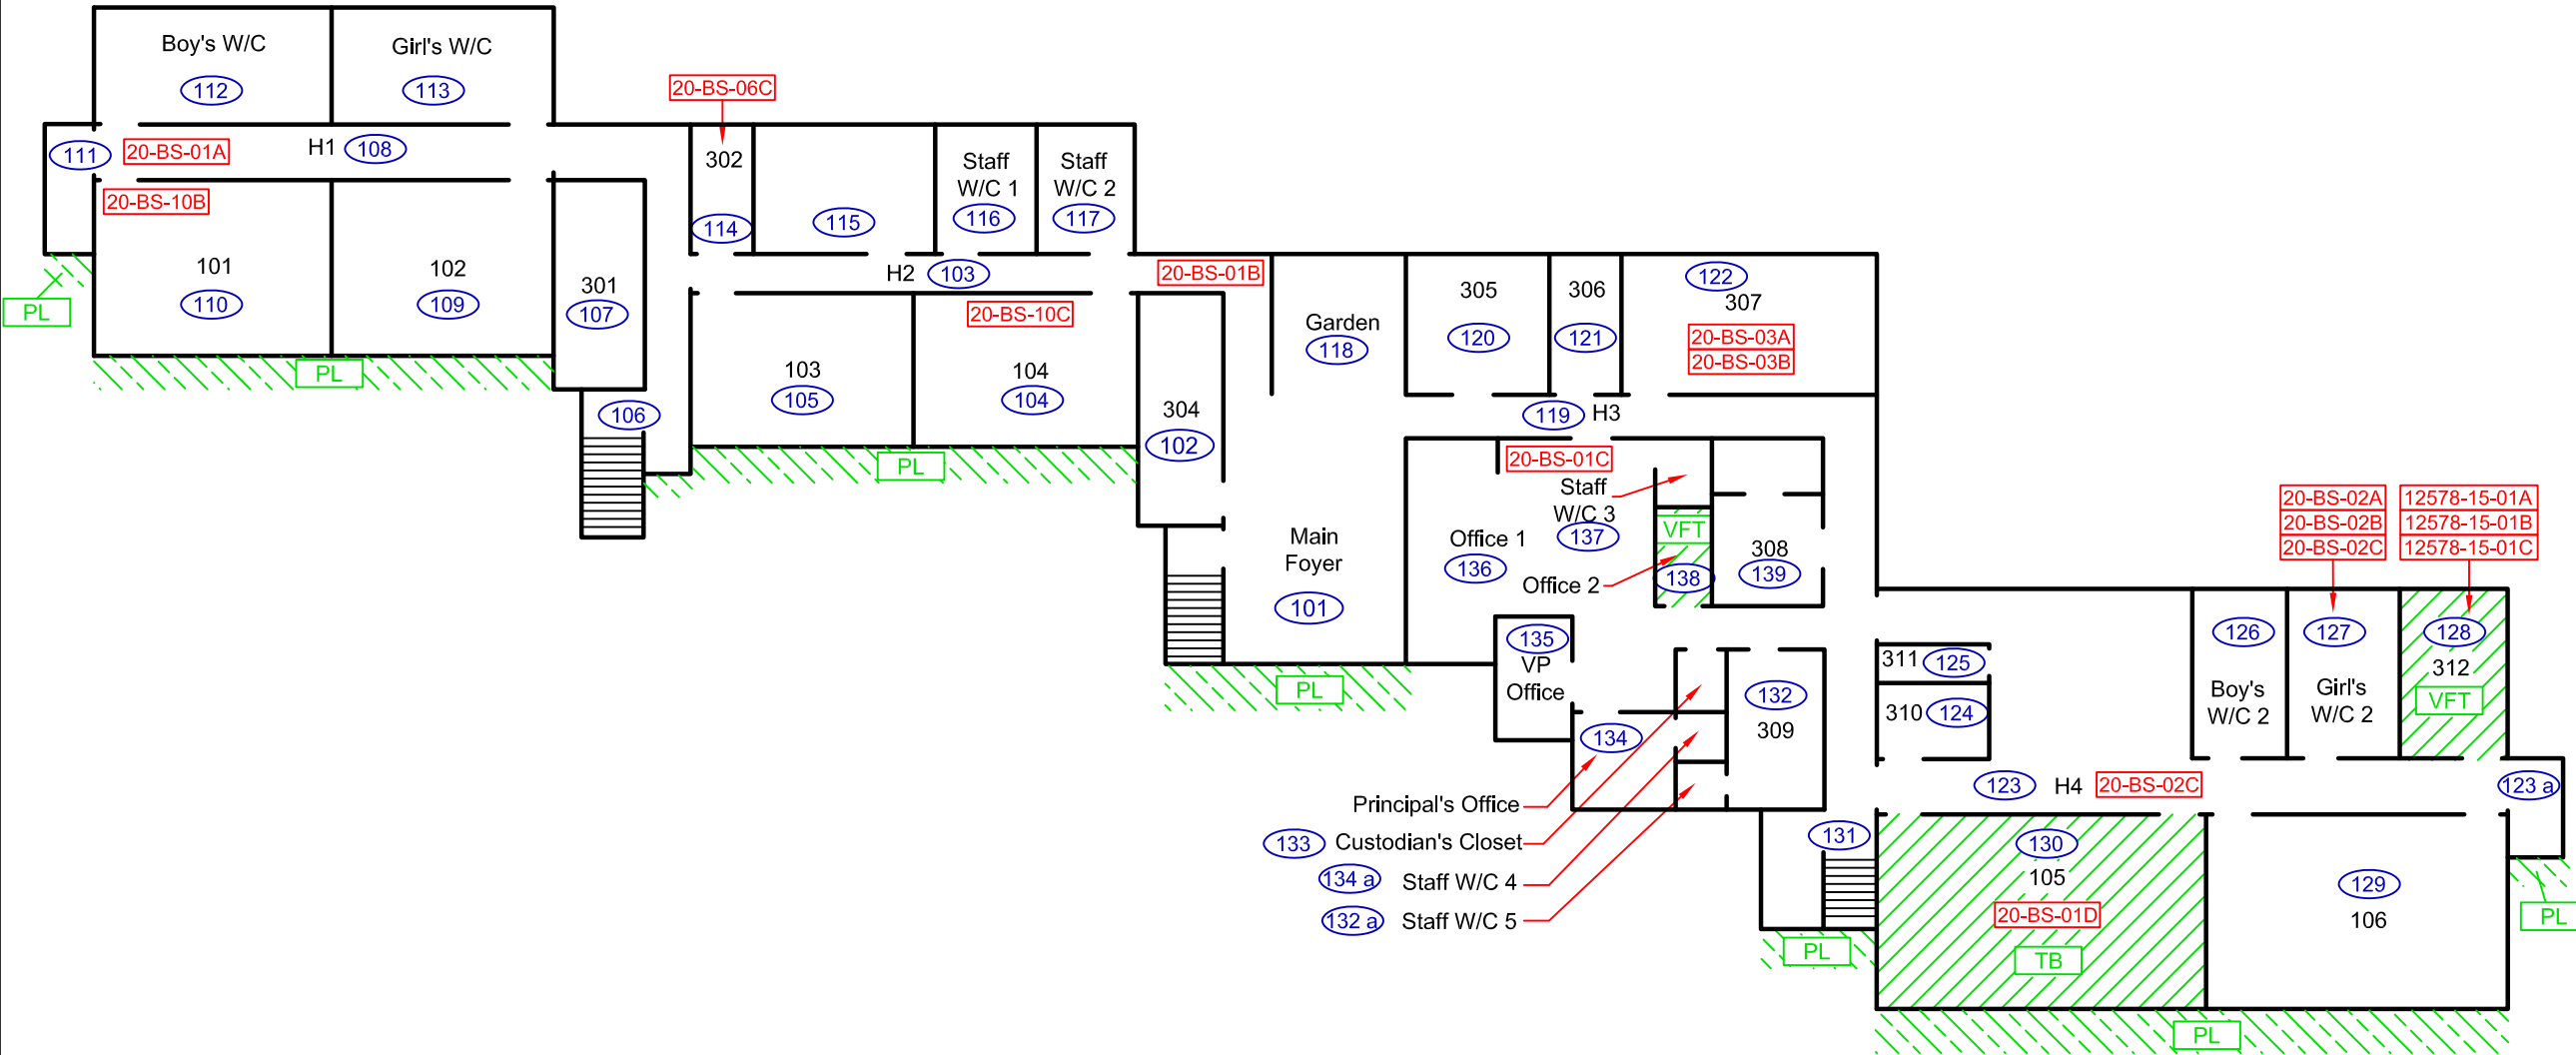 Boy's W/C
112
Girl's W/C
113
111
20-BS-01A
H1
108
20-BS-10B
101
110
102
109
PL
PL
301
107
106
20-BS-06C
302
114
115
Staff
W/C 1
116
Staff
W/C 2
117
H2
103
20-BS-01B
20-BS-10C
103
105
104
104
PL
304
102
Garden
118
Main
Foyer
101
PL
305
120
306
121
122
307
20-BS-03A
20-BS-03B
119
H3
20-BS-01C
Staff
W/C 3
137
Office 1
136
VFT
Office 2
138
308
139
135
VP
Office
134
132
309
Principal's Office
133
Custodian's Closet
134 a
Staff W/C 4
132 a
Staff W/C 5
131
PL
311
125
310
124
123
H4
20-BS-02C
20-BS-02A
20-BS-02B
20-BS-02C
12578-15-01A
12578-15-01B
12578-15-01C
126
Boy's
W/C 2
127
Girl's
W/C 2
128
312
VFT
123 a
130
105
20-BS-01D
TB
129
106
PL
PL